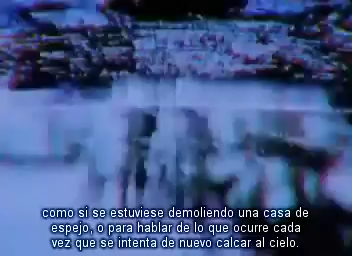 como si se estuviese demoliendo una casa de
espejo, o para hablar de lo que ocurre cada
vez que se intenta de nuevo calcar al cielo.